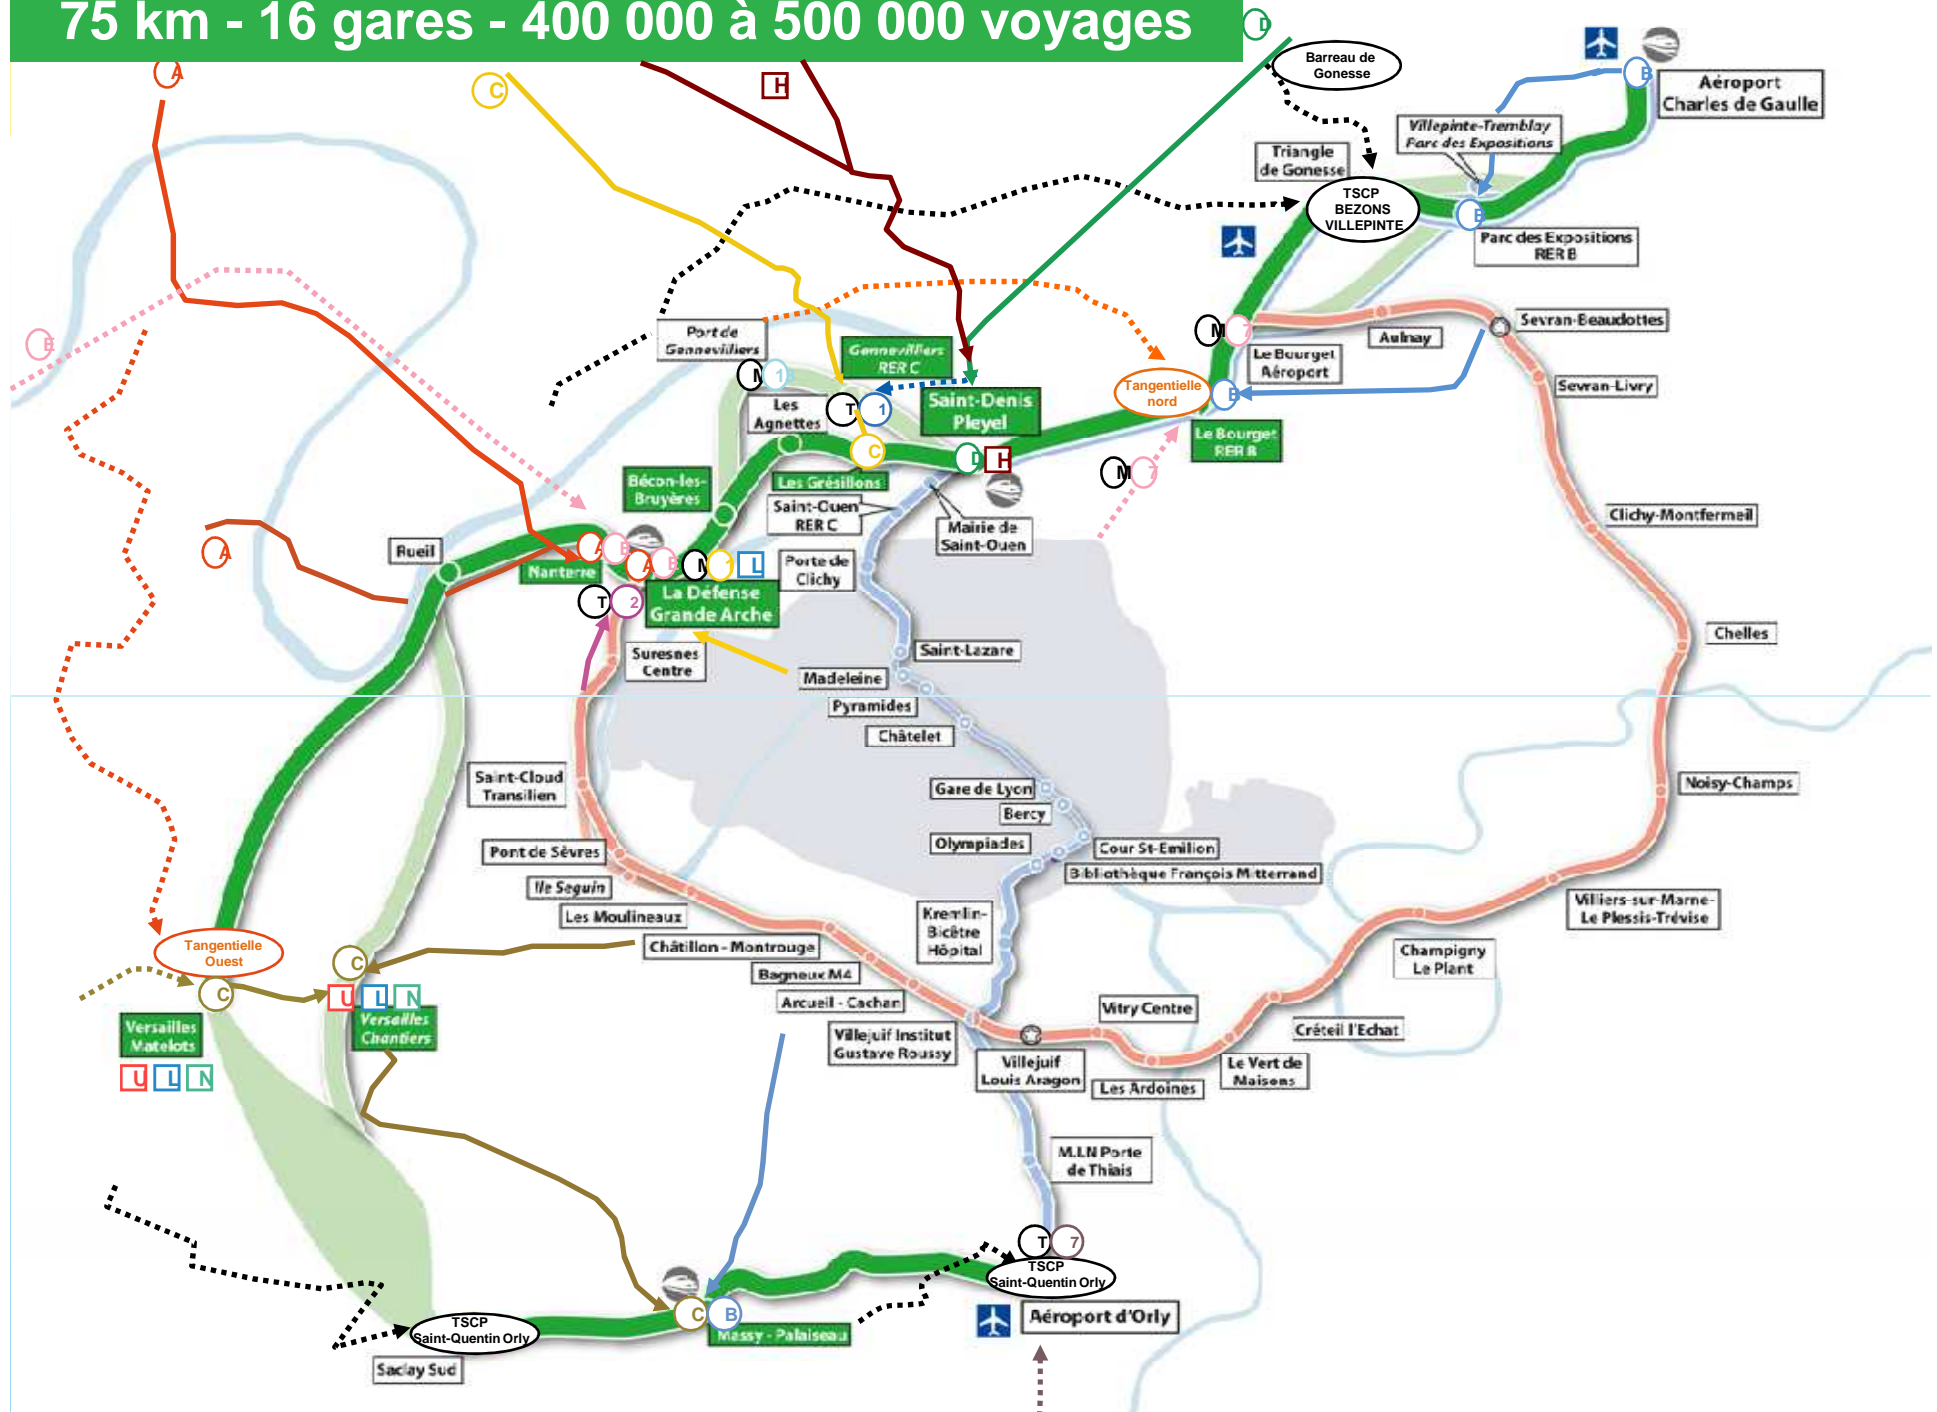 75 km - 16 gares - 400 000 à 500 000 voyages
D
Barreau de
Gonesse
A
C
H
B
Aéroport
Charles de Gaulle
Villepinte-Tremblay
Parc des Expositions
Triangle
de Gonesse
TSCP
BEZONS
VILLEPINTE
B
Parc des Expositions
RER B
E
Port de
Gennevilliers
Gennevilliers
RER C
M
7
Sevran-Beaudottes
Aulnay
Le Bourget
Aéroport
M
1
Sevran-Livry
Tangentielle
nord
B
Les
Agnettes
T
1
Saint-Denis
Pleyel
Le Bourget
RER B
C
D
H
M
7
Bécon-les-
Bruyères
Les Grésillons
Saint-Ouen
RER C
Mairie de
Saint-Ouen
Clichy-Montfermeil
A
Rueil
A
E
A
E
M
1
L
Nanterre
Porte de
Clichy
T
2
La Défense
Grande Arche
Chelles
Suresnes
Centre
Saint-Lazare
Madeleine
Pyramides
Châtelet
Saint-Cloud
Transilien
Gare de Lyon
Noisy-Champs
Bercy
Olympiades
Pont de Sèvres
Cour St-Emilion
Bibliothèque François Mitterrand
Ile Seguin
Les Moulineaux
Kremlin-
Bicêtre
Hôpital
Villiers-sur-Marne-
Le Plessis-Trévise
Tangentielle
Ouest
Châtillon - Montrouge
Champigny
Le Plant
C
Bagneux M4
C
U
L
N
Arcueil - Cachan
Vitry Centre
Versailles
Matelots
Versailles
Chantiers
Villejuif Institut
Gustave Roussy
Créteil l'Echat
Villejuif
Louis Aragon
Le Vert de
Maisons
U
L
N
Les Ardoines
M.I.N Porte
de Thiais
T
7
TSCP
Saint-Quentin Orly
C
B
Aéroport d'Orly
TSCP
Saint-Quentin Orly
Massy - Palaiseau
Saclay Sud